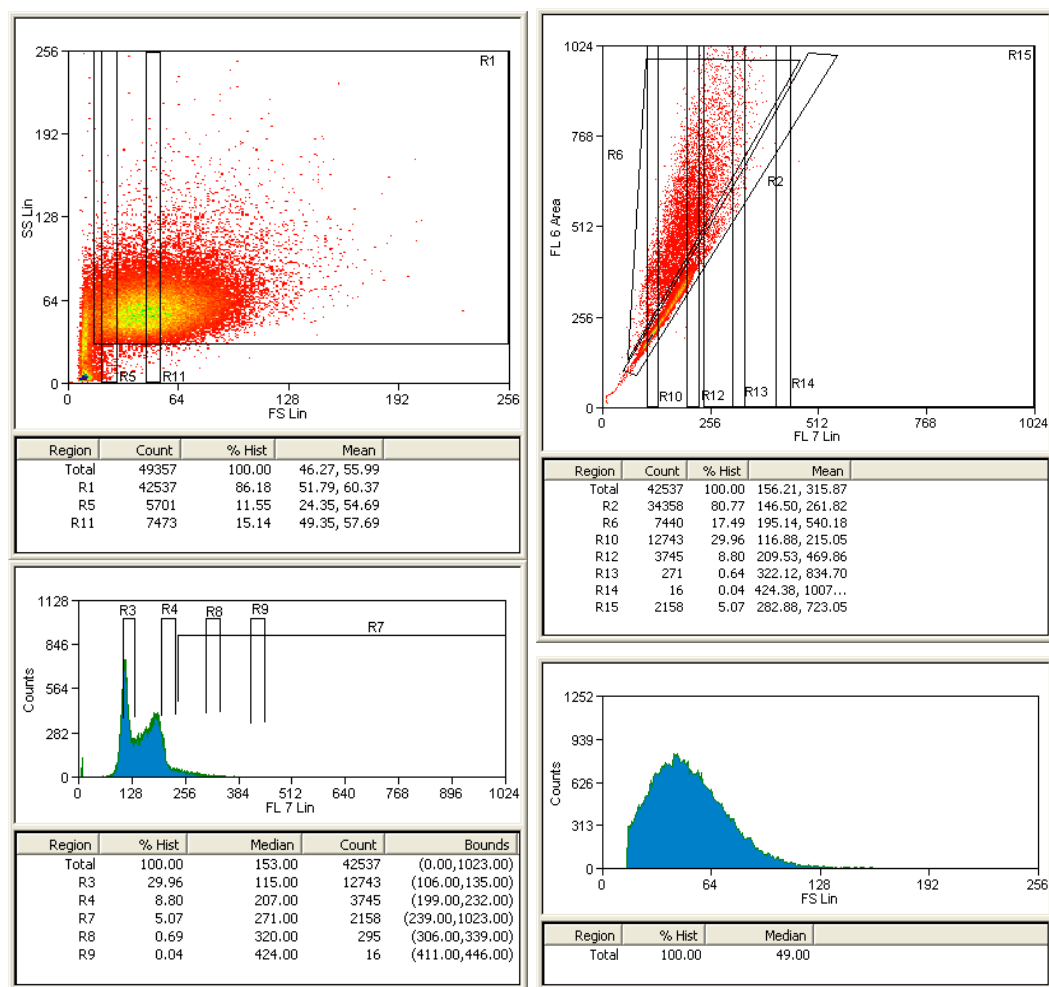 256
192
128
64
0
SS Lin
R1
R5
R11
0 64 128 192 256
FS Lin
Region Count % Hist Mean
Total 49357 100.00 46.27, 55.99
R1 42537 86.18 51.79, 60.37
R5 5701 11.55 24.35, 54.69
R11 7473 15.14 49.35, 57.69
1024
768
512
256
0
FL 6 Area
R15
R6
R2
R10
R12
R13
R14
0 256 512 768 1024
FL 7 Lin
Region Count % Hist Mean
Total 42537 100.00 156.21, 315.87
R2 34358 80.77 146.50, 261.82
R6 7440 17.49 195.14, 540.18
R10 12743 29.96 116.88, 215.05
R12 3745 8.80 209.53, 469.86
R13 271 0.64 322.12, 834.70
R14 16 0.04 424.38, 1007...
R15 2158 5.07 282.88, 723.05
1128
846
564
282
0
Counts
R3 R4 R8 R9
R7
0 128 256 384 512 640 768 896 1024
FL 7 Lin
Region % Hist Median Count Bounds
Total 100.00 153.00 42537 (0.00,1023.00)
R3 29.96 115.00 12743 (106.00,135.00)
R4 8.80 207.00 3745 (199.00,232.00)
R7 5.07 271.00 2158 (239.00,1023.00)
R8 0.69 320.00 295 (306.00,339.00)
R9 0.04 424.00 16 (411.00,446.00)
1252
939
626
313
0
Counts
0 64 128 192 256
FS Lin
Region % Hist Median
Total 100.00 49.00